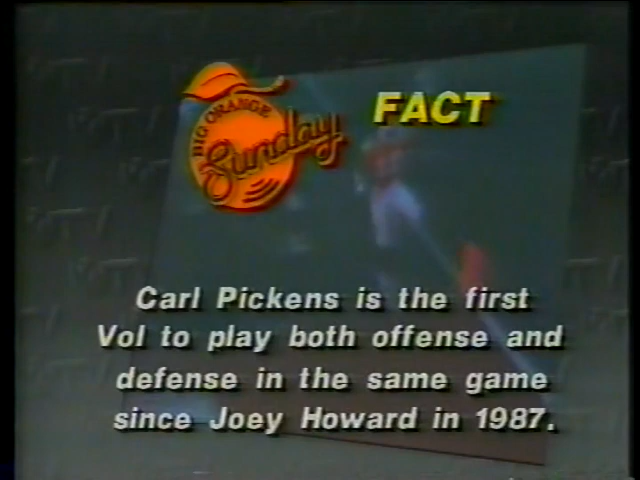 BIG ORANGE
Sunday
FACT
Carl Pickens is the first
Vol to play both offense and
defense in the same game
since Joey Howard in 1987.